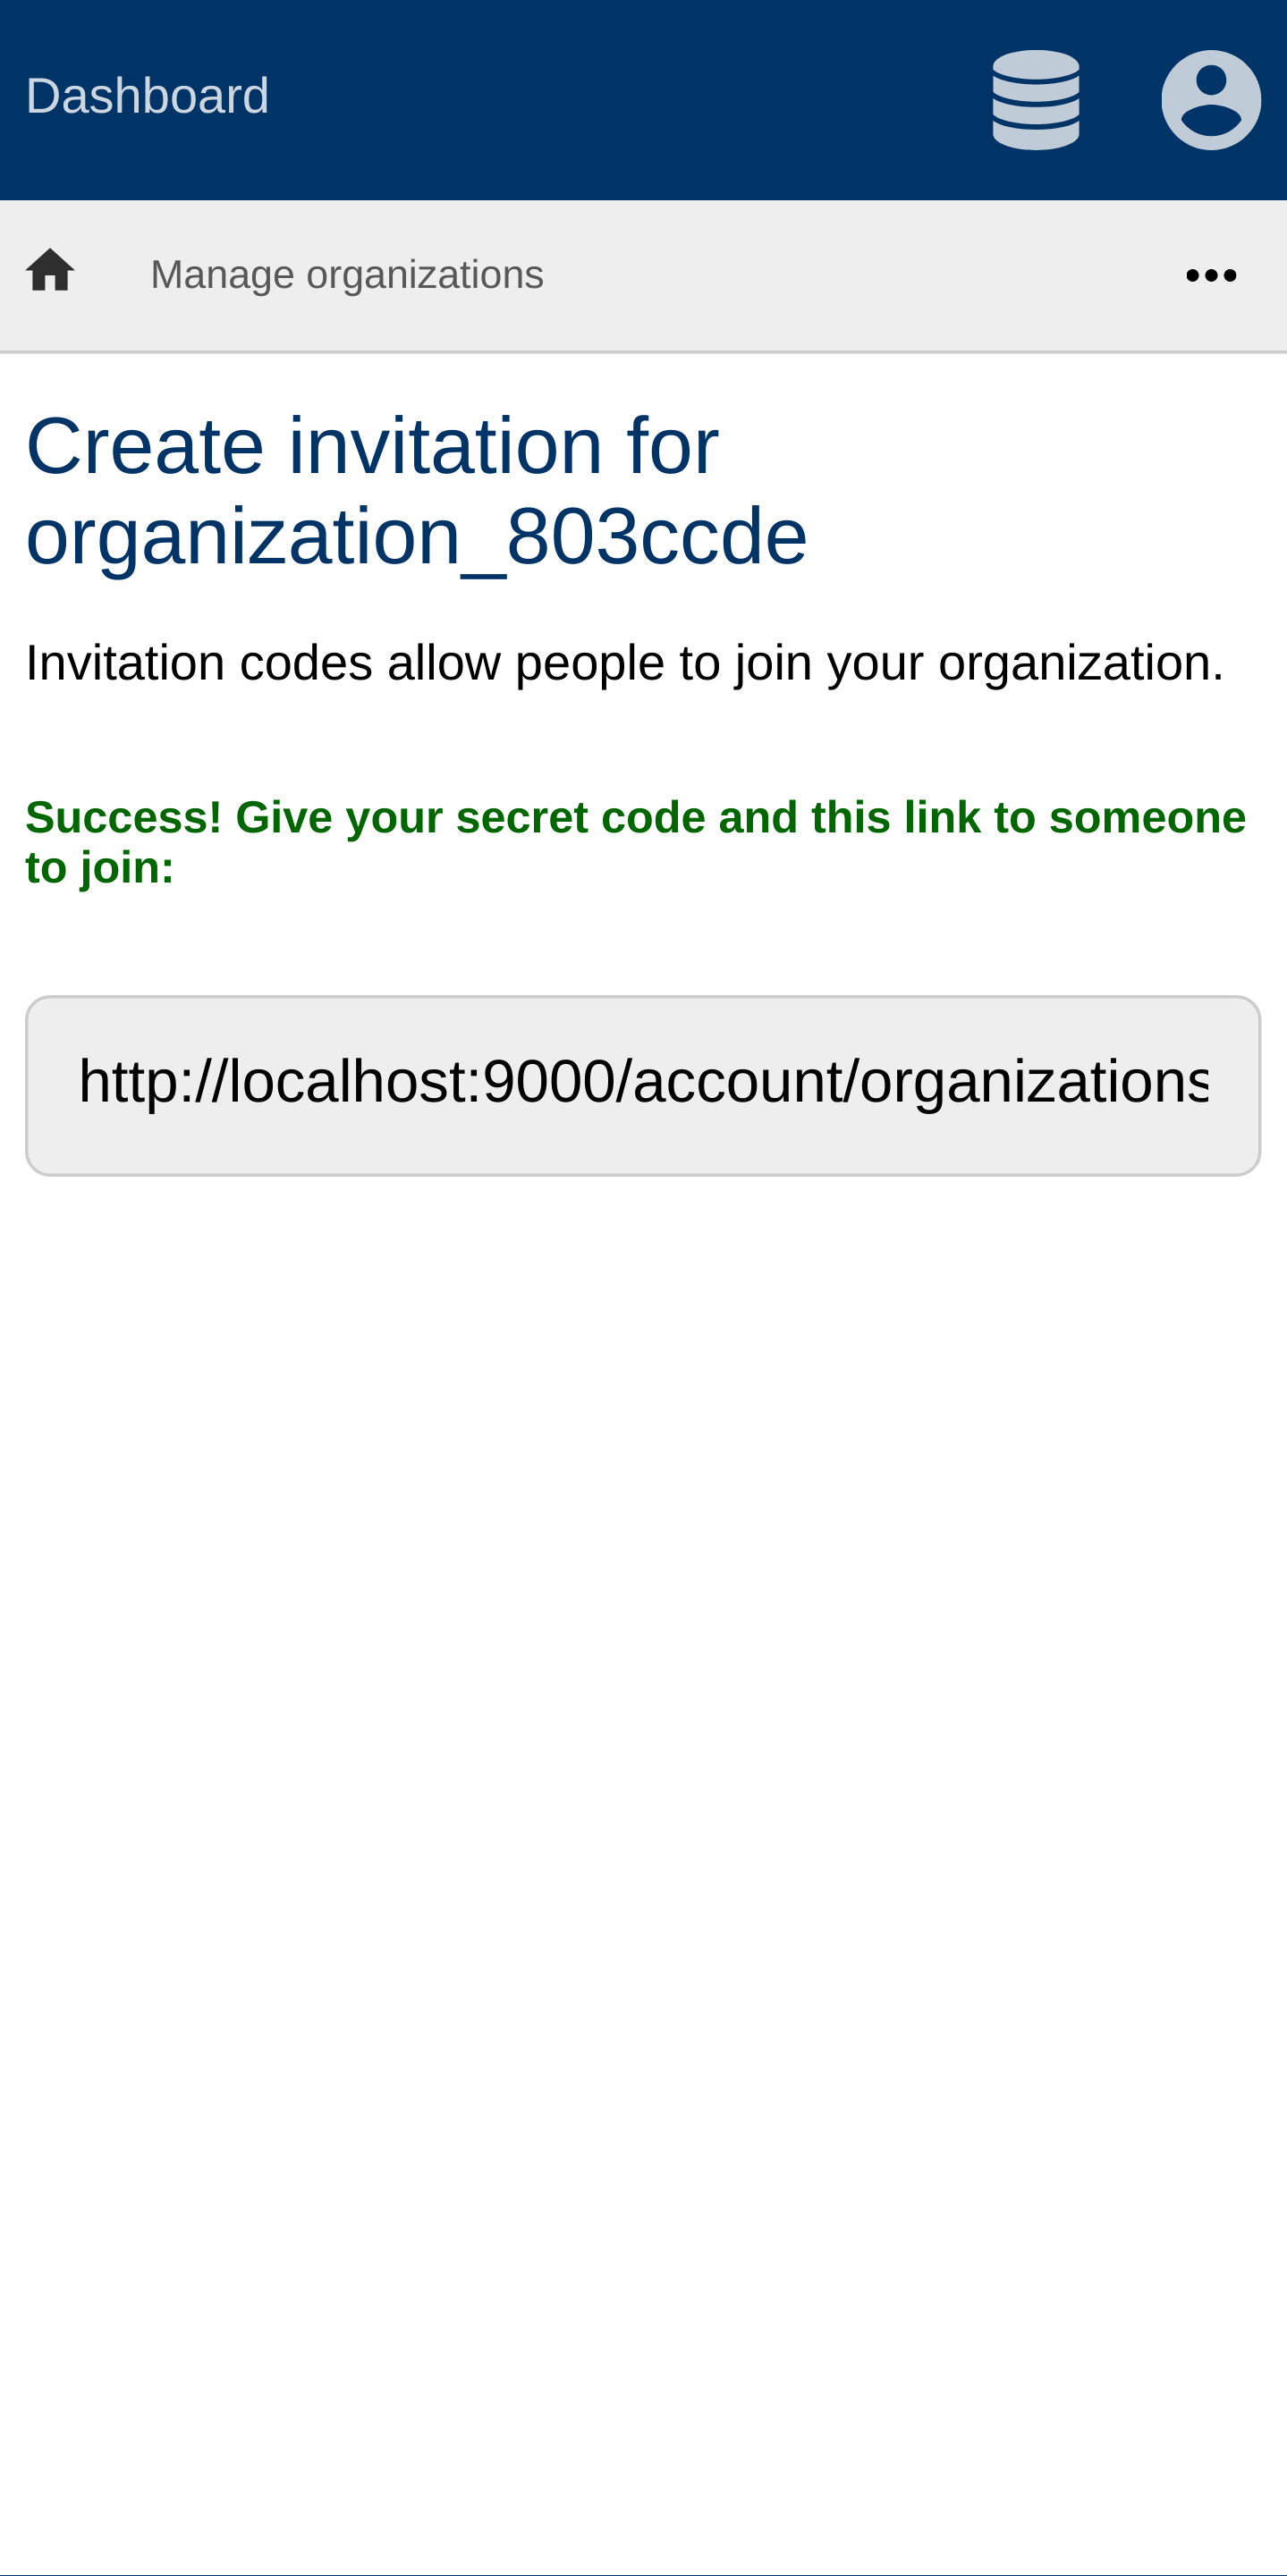 Dashboard
Manage organizations
Create invitation for
organization_803ccde
Invitation codes allow people to join your organization.
Success! Give your secret code and this link to someone
to join:
http://localhost:9000/account/organizations